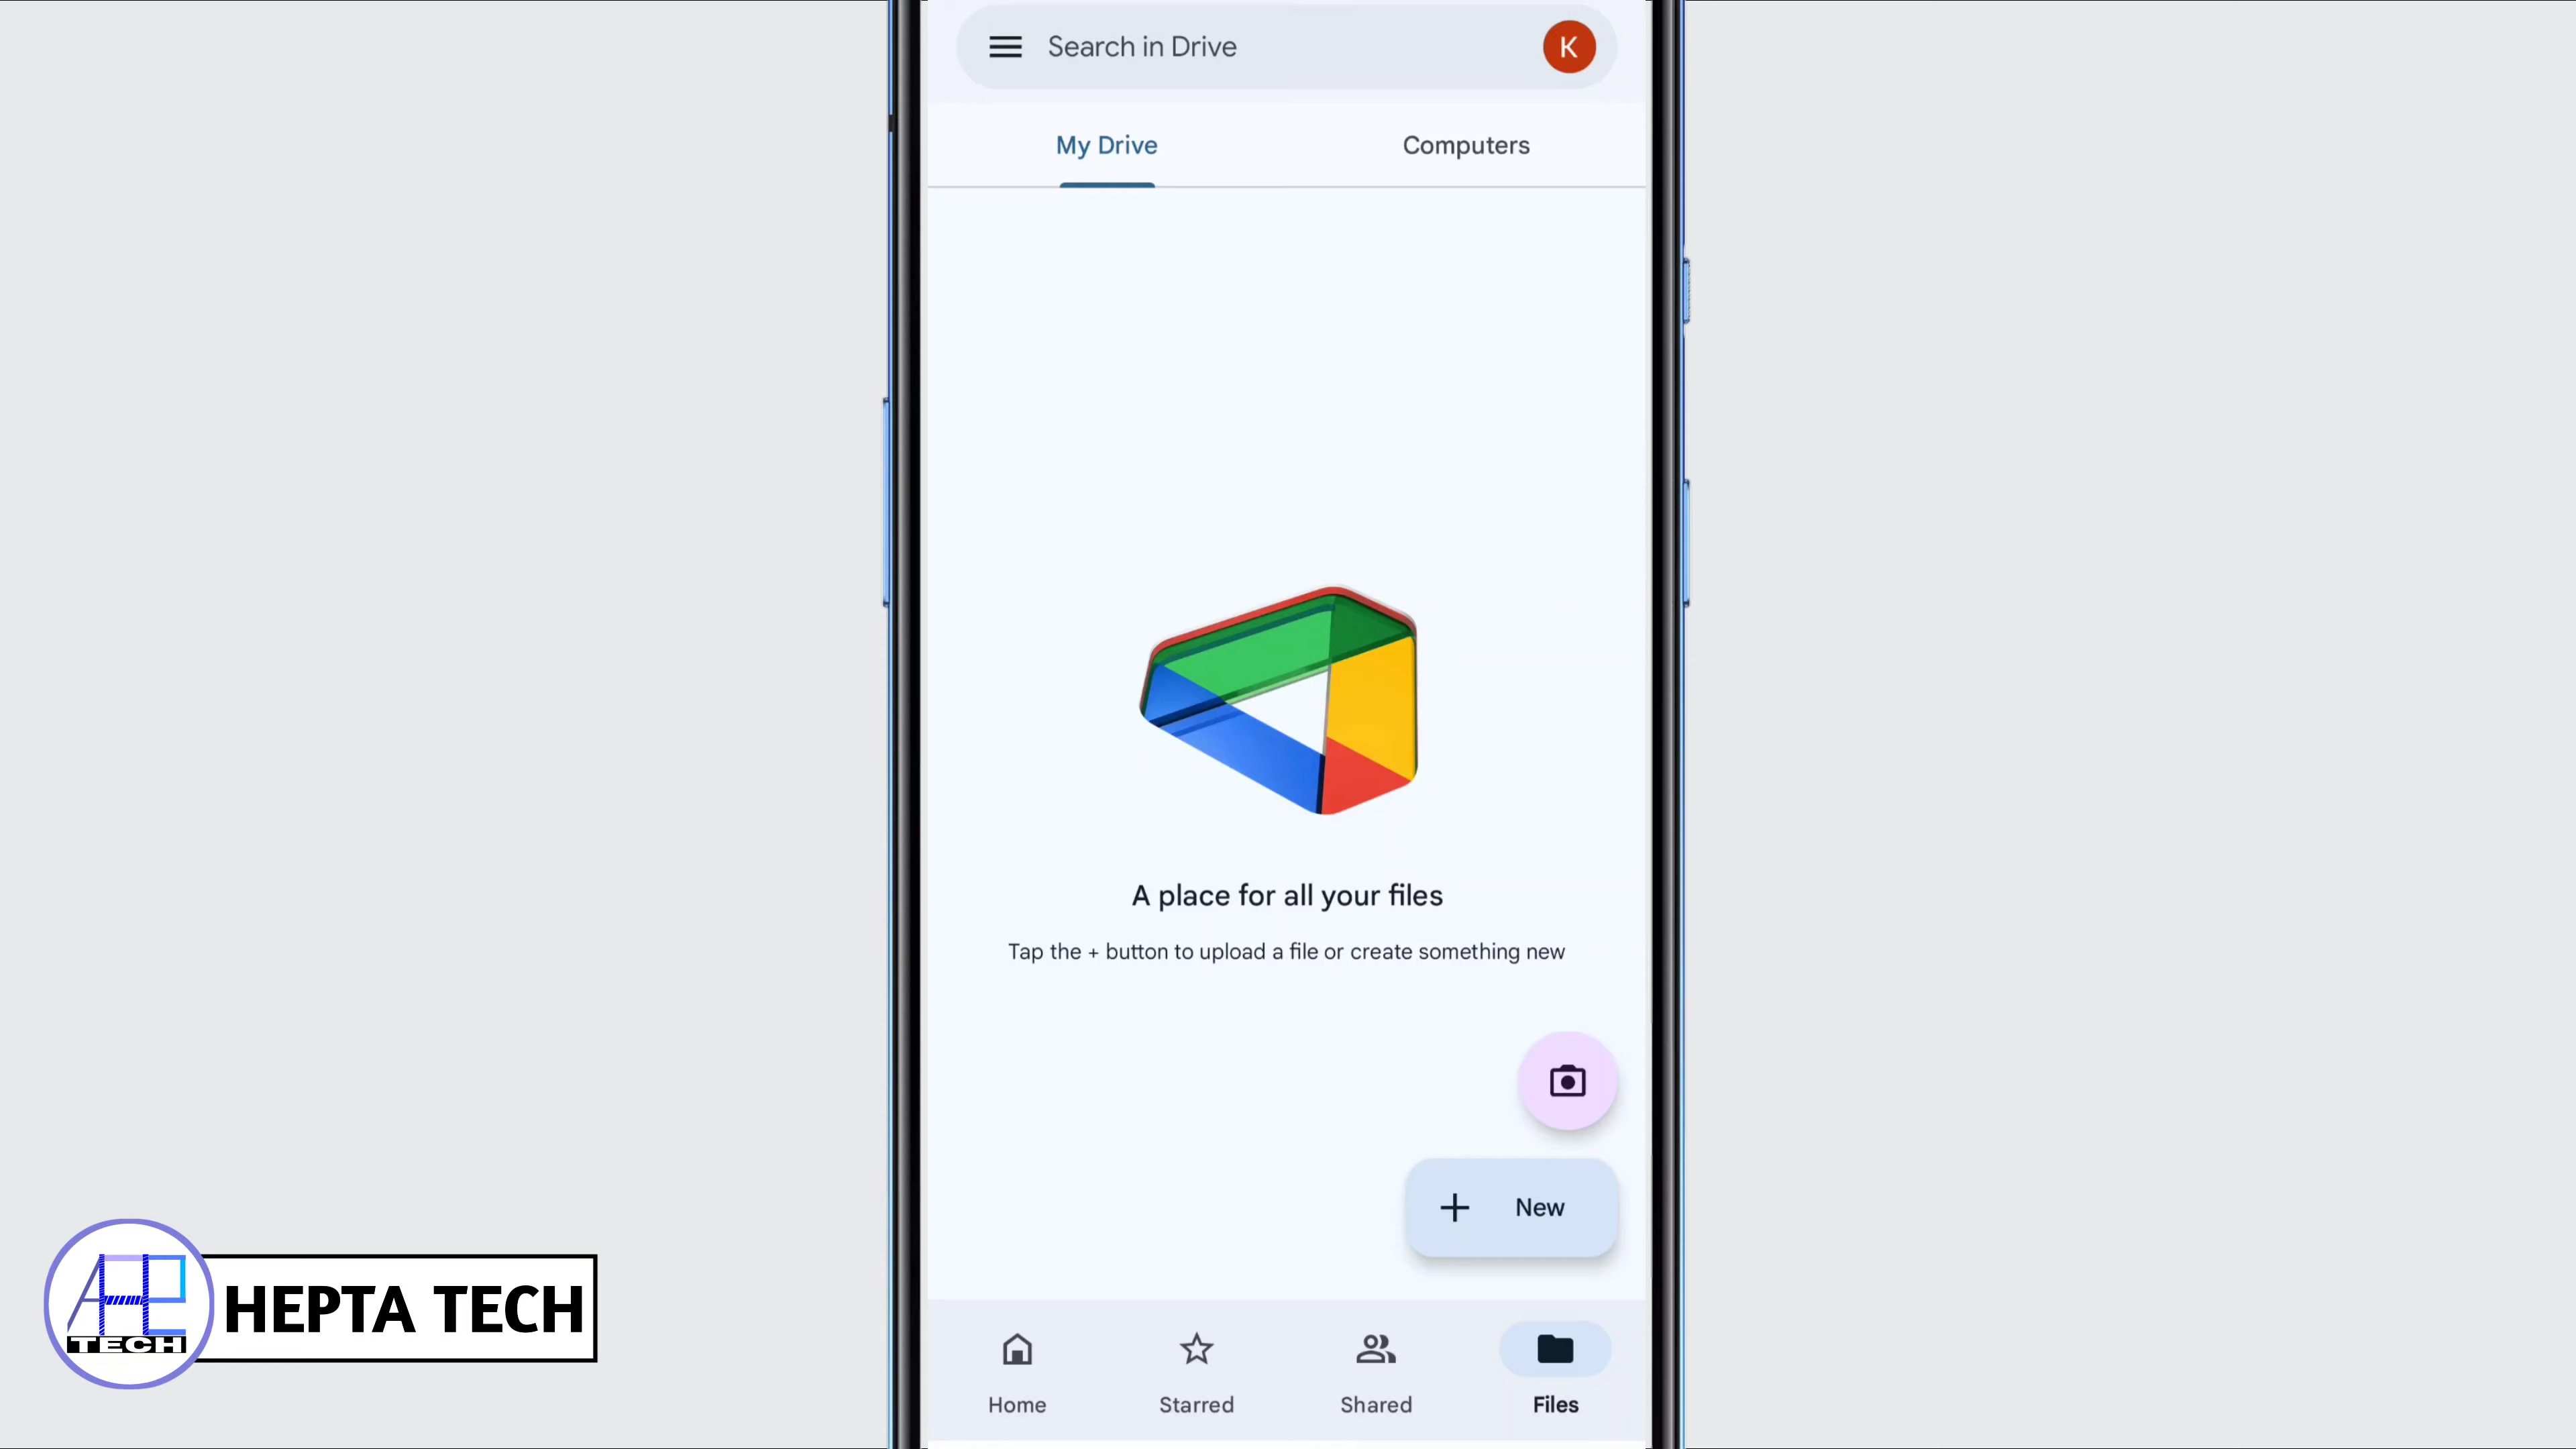 Search in Drive
K
My Drive
Computers
A place for all your files
Tap the + button to upload a file or create something new
New
Home
Starred
Shared
Files
TECH
HEPTA TECH